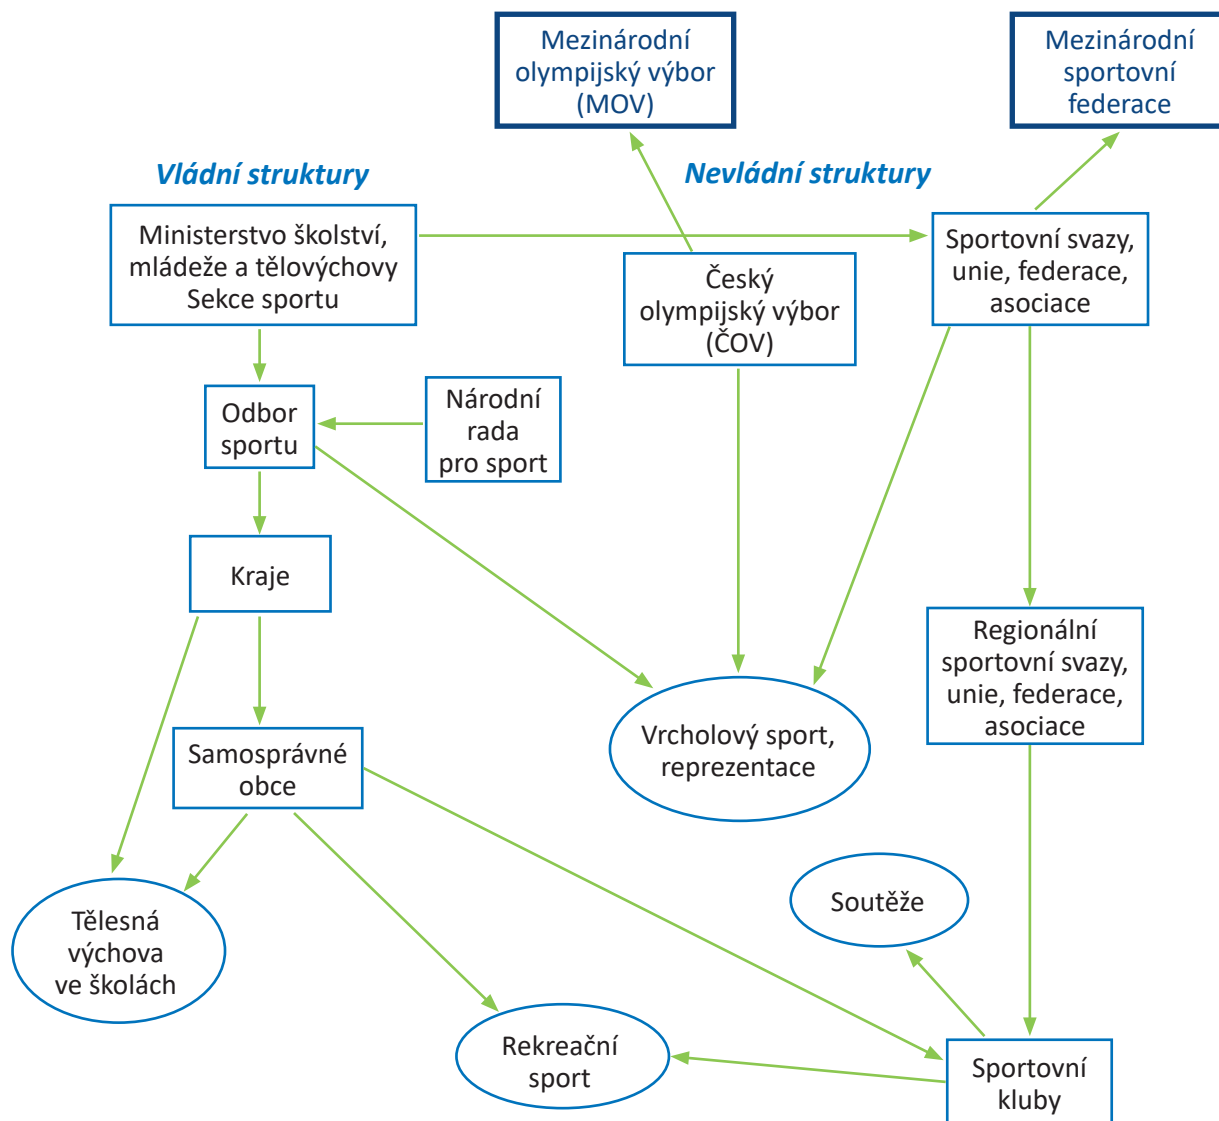 Mezinárodní
olympijský výbor
(MOV)
Mezinárodní
sportovní
federace
Vládní struktury
Nevládní struktury
Ministerstvo školství,
mládeže a tělovýchovy
Sekce sportu
Český
olympijský výbor
(ČOV)
Sportovní svazy,
unie, federace,
asociace
Odbor
sportu
Národní
rada
pro sport
Kraje
Regionální
sportovní svazy,
unie, federace,
asociace
Samosprávné
obce
Vrcholový sport,
reprezentace
Tělesná
výchova
ve školách
Soutěže
Rekreační
sport
Sportovní
kluby